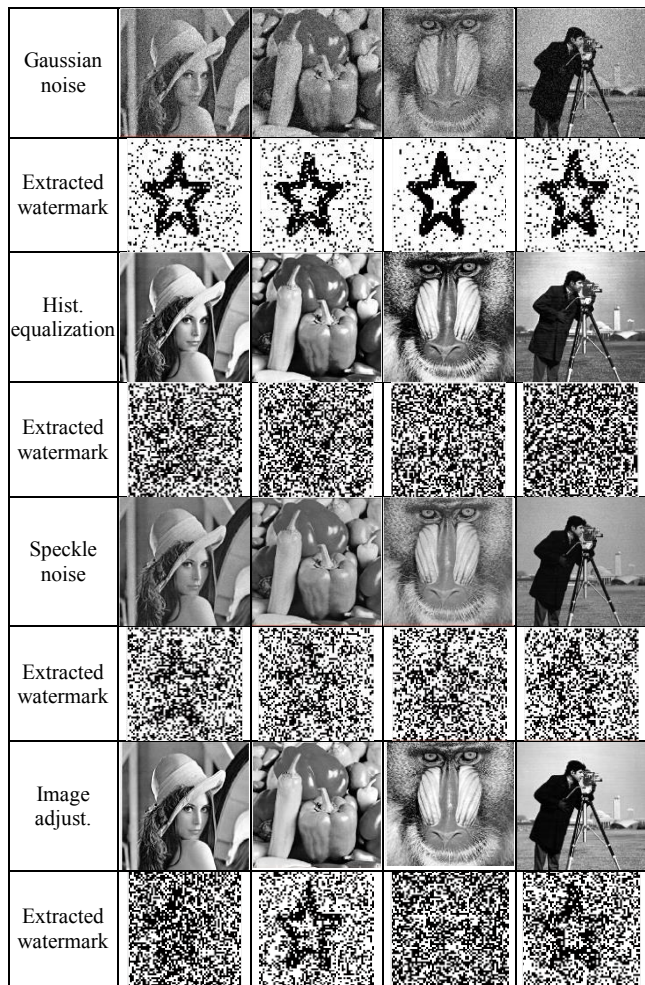 Gaussian
noise
Extracted
watermark
Hist.
equalization
Extracted
watermark
Speckle
noise
Extracted
watermark
Image
adjust.
Extracted
watermark